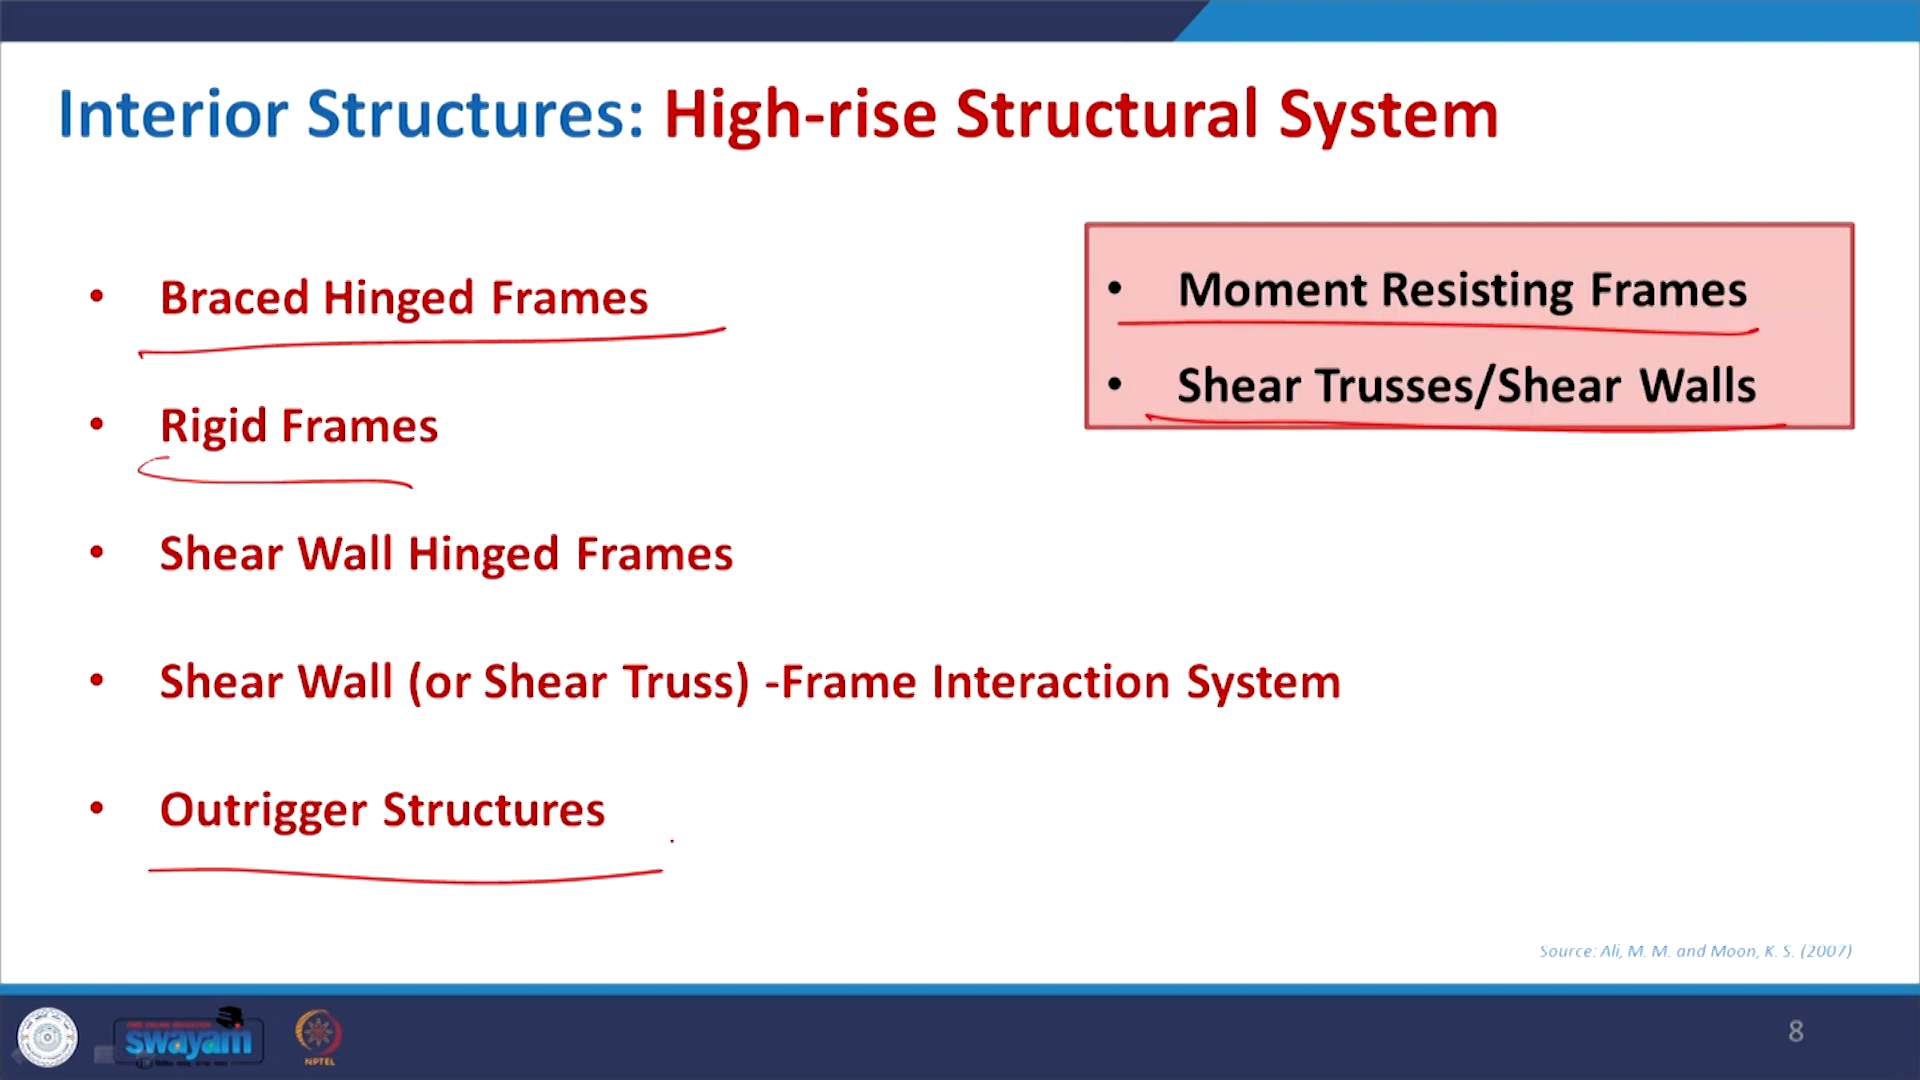 Interior Structures: High-rise Structural System
• Braced Hinged Frames
• Rigid Frames
• Shear Wall Hinged Frames
• Shear Wall (or Shear Truss) -Frame Interaction System
• Outrigger Structures
• Moment Resisting Frames
• Shear Trusses/Shear Walls
Source: Ali, M. M. and Moon, K. S. (2007)
swayam
NPTEL
8